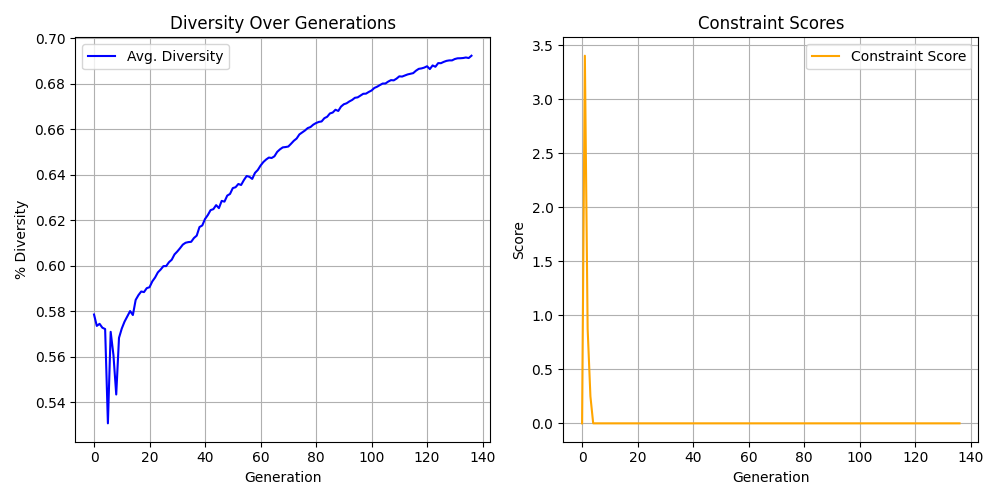 Diversity Over Generations
Avg. Diversity
% Diversity
0.70
0.68
0.66
0.64
0.62
0.60
0.58
0.56
0.54
0 20 40 60 80 100 120 140
Generation
Constraint Scores
Constraint Score
Score
3.5
3.0
2.5
2.0
1.5
1.0
0.5
0.0
0 20 40 60 80 100 120 140
Generation